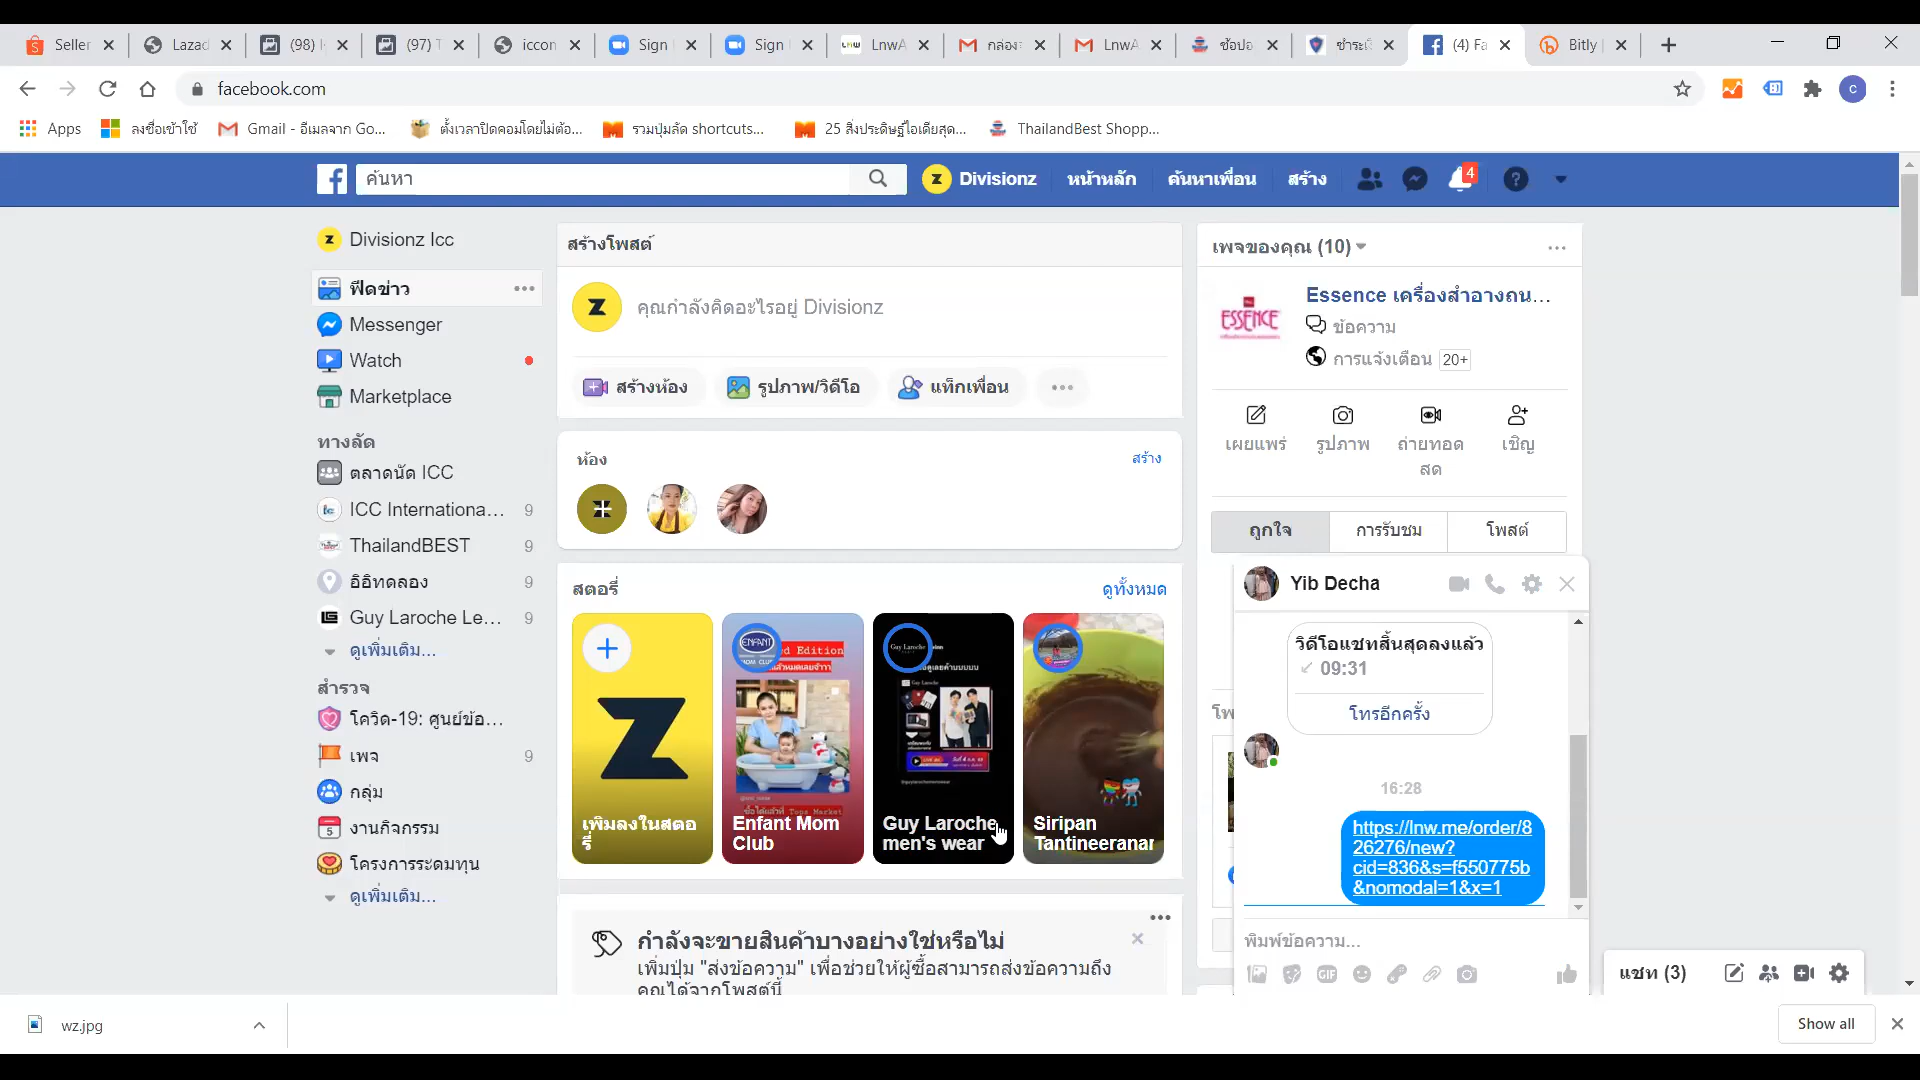 Seller
Lazad
(98)
(97)
iccon
Sign
Sign
LnwA
กล่อง
LnwA
ช้อปอ
ชำระเ
(4) Fa
Bitly
facebook.com
C
Apps
ลงชื่อเข้าใช้
Gmail - อีเมลจาก Go...
ตั้งเวลาปิดคอมโดยไม่ต้อ...
รวมปุ่มลัด shortcuts...
25 สิ่งประดิษฐ์ไอเดียสุด...
ThailandBest Shopp...
ค้นหา
Divisionz
หน้าหลัก
ค้นหาเพื่อน
สร้าง
4
Divisionz Icc
ฟีดข่าว
Messenger
Watch
Marketplace
ทางลัด
ตลาดนัด ICC
ICC Internationa... 9
ThailandBEST 9
อิอิทดลอง 9
Guy Laroche Le... 9
ดูเพิ่มเติม...
สำรวจ
โควิด-19: ศูนย์ข้อ...
เพจ 9
กลุ่ม
5 งานกิจกรรม
โครงการระดมทุน
ดูเพิ่มเติม...
สร้างโพสต์
คุณกำลังคิดอะไรอยู่ Divisionz
สร้างห้อง
รูปภาพ/วิดีโอ
แท็กเพื่อน
ห้อง
สร้าง
สตอรี่
ดูทั้งหมด
เพิ่มลงในสตอ
รี่
ENFANT
MOM CLUB
rd Edition
Enfant Mom
Club
Guy Laroche
Guy Laroche
men's wear
Siripan
Tantineeranar
กำลังจะขายสินค้าบางอย่างใช่หรือไม่
เพิ่มปุ่ม "ส่งข้อความ" เพื่อช่วยให้ผู้ซื้อสามารถส่งข้อความถึง
คุณได้จากโพสต์นี้
เพจของคุณ (10)
ESSENCE
Essence เครื่องสำอางถน...
ข้อความ
การแจ้งเตือน 20+
เผยแพร่
รูปภาพ
ถ่ายทอด
สด
เชิญ
ถูกใจ
การรับชม
โพสต์
โพ
Yib Decha
วิดีโอแชทสิ้นสุดลงแล้ว
09:31
โทรอีกครั้ง
16:28
https://lnw.me/order/8
26276/new?
cid=836&s=f550775b
&nomodal=1&x=1
พิมพ์ข้อความ...
GIF
แชท (3)
wz.jpg
Show all